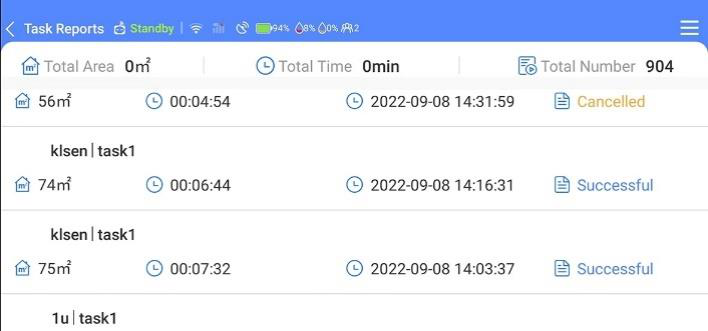 Task Reports Standby 94% 8% 0% 2
Total Area 0㎡ Total Time 0min Total Number 904
56㎡ 00:04:54 2022-09-08 14:31:59 Cancelled
klsen | task1
74㎡ 00:06:44 2022-09-08 14:16:31 Successful
klsen | task1
75㎡ 00:07:32 2022-09-08 14:03:37 Successful
1u | task1